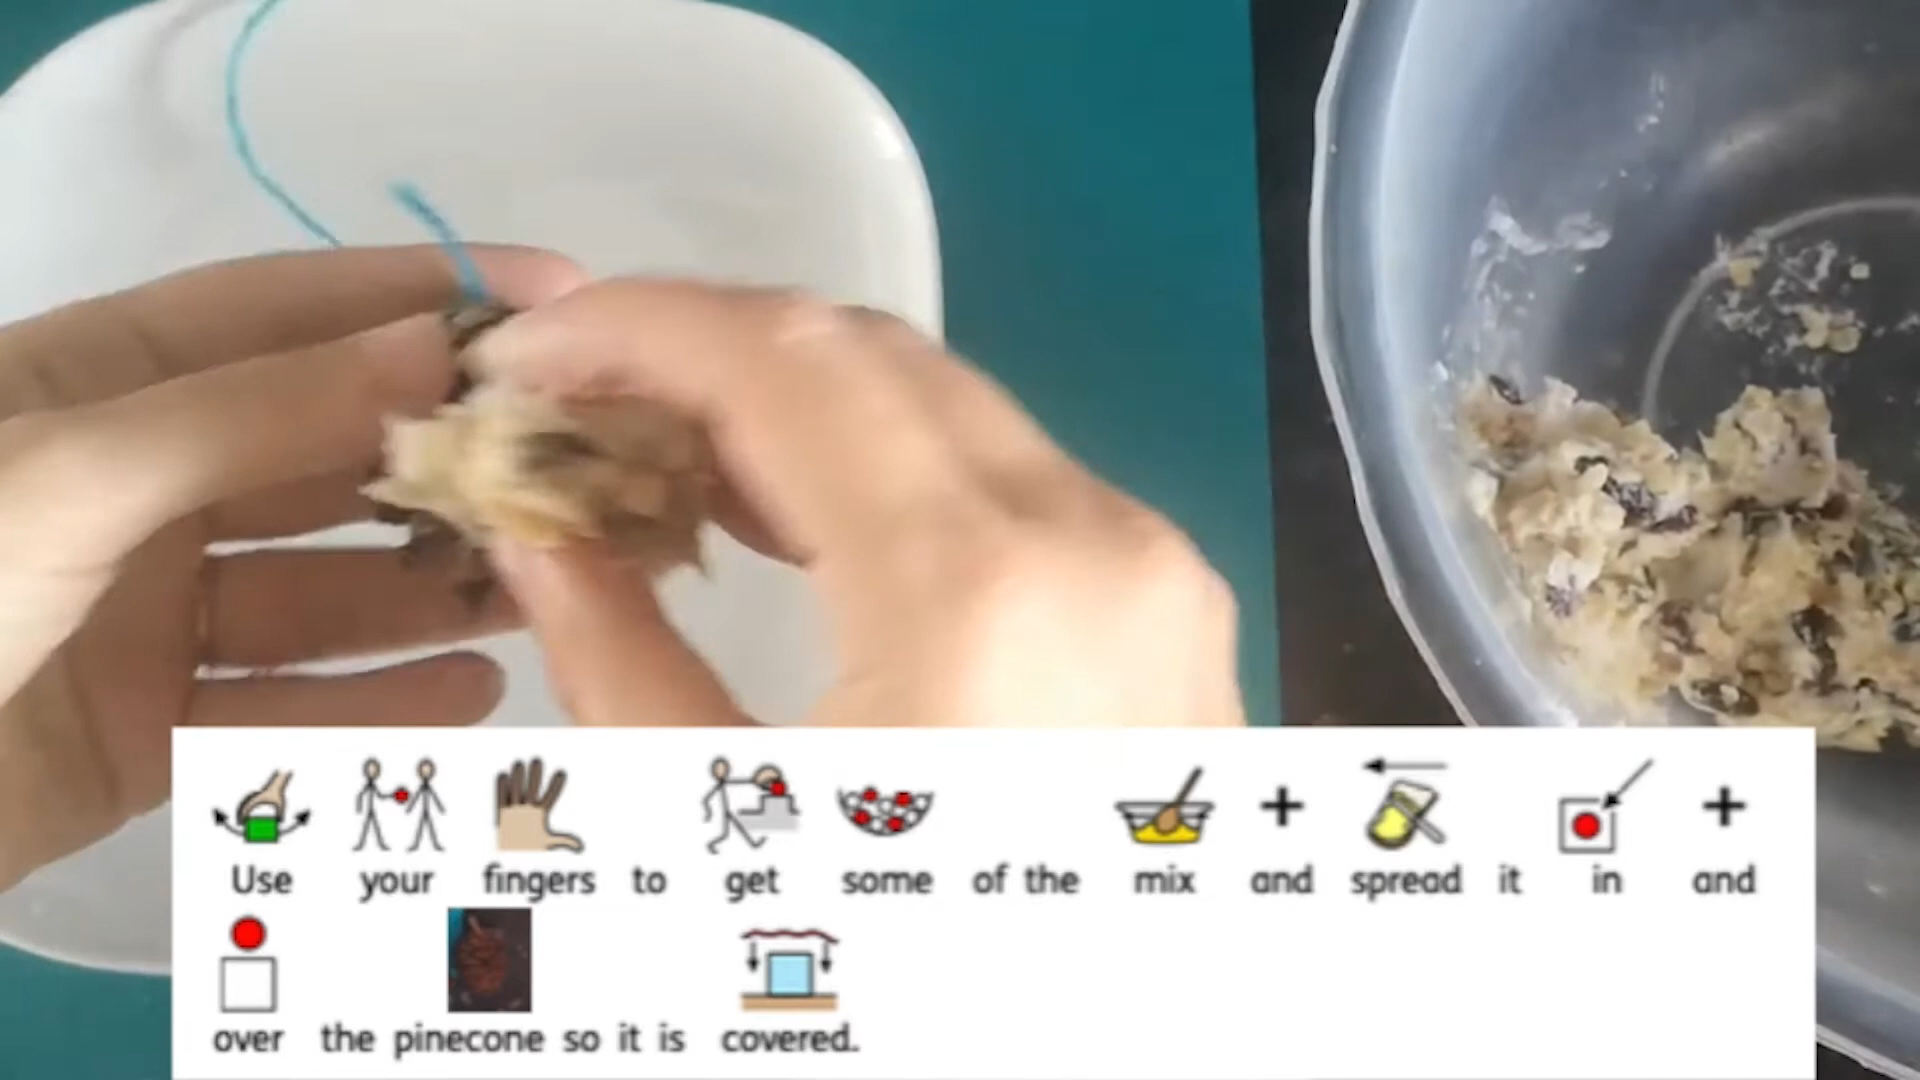 Use your fingers to get some of the mix and spread it in and
over the pinecone so it is covered.